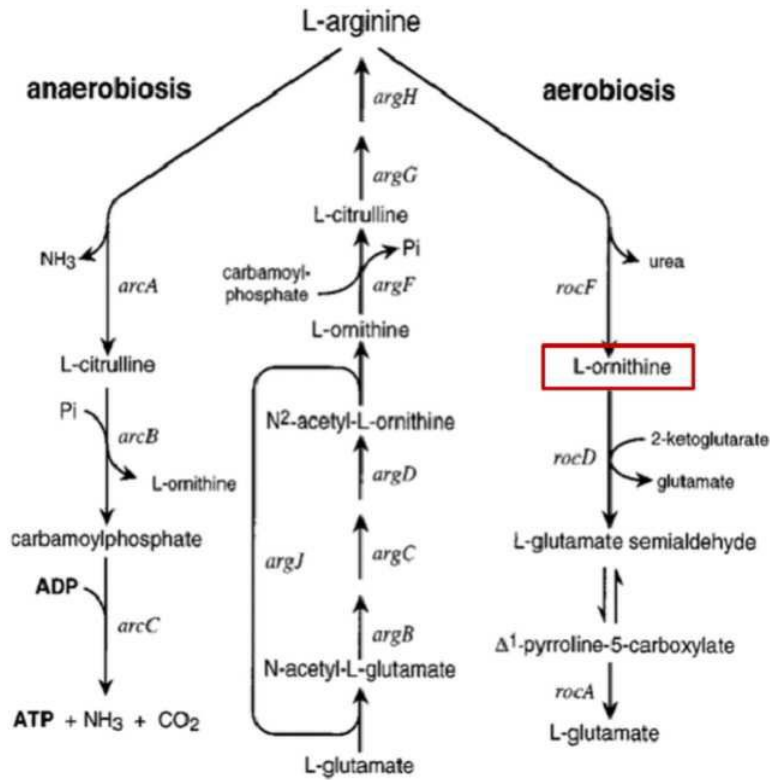 L-arginine
anaerobiosis
aerobiosis
NH3
arcA
L-citrulline
Pi
arcB
L-ornithine
carbamoylphosphate
ADP
arcC
ATP + NH3 + CO2
argH
argG
L-citrulline
Pi
carbamoyl-
phosphate
argF
L-ornithine
N2-acetyl-L-ornithine
argD
argJ
argC
argB
N-acetyl-L-glutamate
L-glutamate
urea
rocF
L-ornithine
2-ketoglutarate
rocD
glutamate
L-glutamate semialdehyde
Δ1-pyrroline-5-carboxylate
rocA
L-glutamate